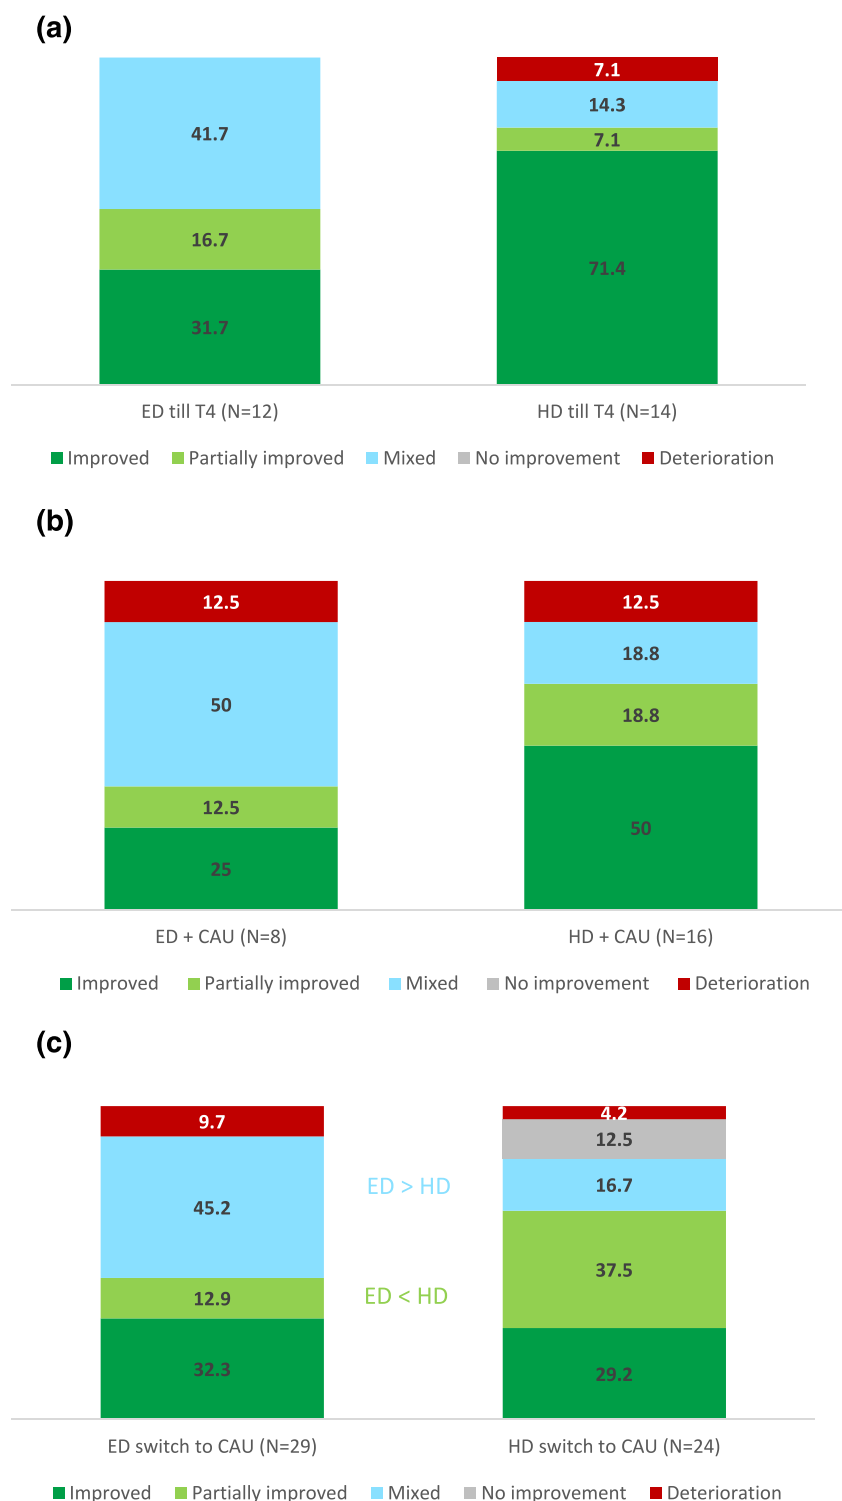 (a)
7.1
41.7
14.3
7.1
16.7
71.4
31.7
ED till T4 (N=12) HD till T4 (N=14)
Improved Partially improved Mixed No improvement Deterioration
(b)
12.5 12.5
18.8
50
18.8
12.5
50
25
ED + CAU (N=8) HD + CAU (N=16)
Improved Partially improved Mixed No improvement Deterioration
(c)
9.7 4.2
12.5
ED > HD 16.7
45.2
37.5
12.9 ED < HD
32.3 29.2
ED switch to CAU (N=29) HD switch to CAU (N=24)
Improved Partially improved Mixed No improvement Deterioration